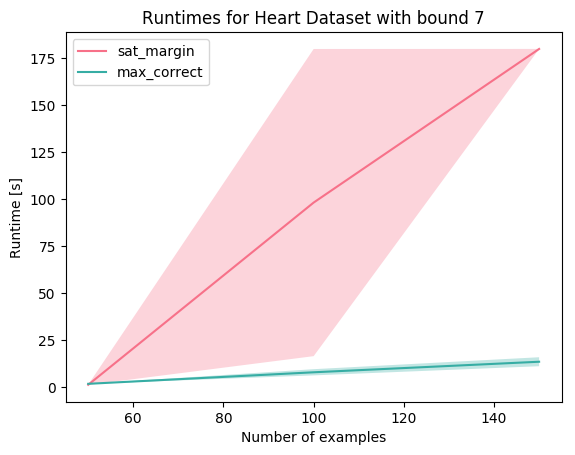 Runtimes for Heart Dataset with bound 7
sat_margin
max_correct
175
150
125
100
75
50
25
0
Runtime [s]
60 80 100 120 140
Number of examples